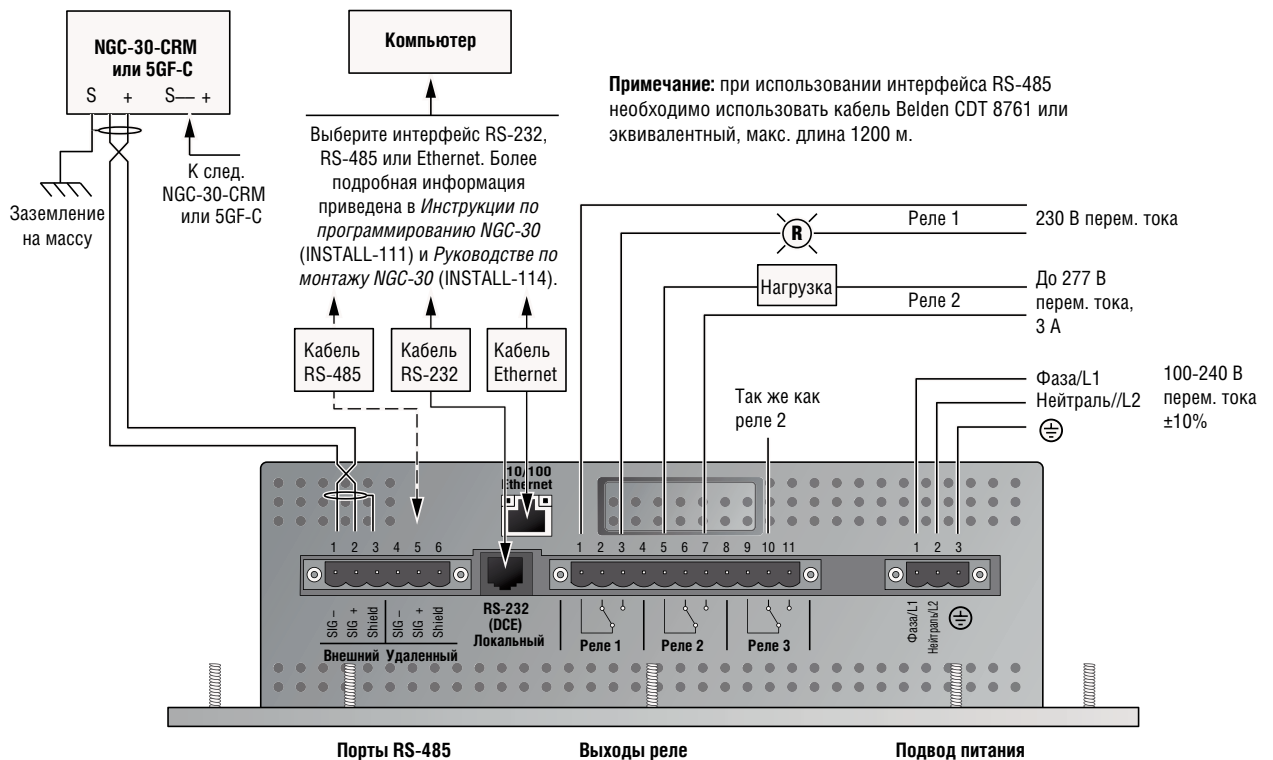 NGC-30-CRM
или 5GF-C
S + S— +
К след.
NGC-30-CRM
или 5GF-C
Заземление
на массу
Компьютер
Выберите интерфейс RS-232,
RS-485 или Ethernet. Более
подробная информация
приведена в Инструкции по
программированию NGC-30
(INSTALL-111) и Руководстве по
монтажу NGC-30 (INSTALL-114).
Примечание: при использовании интерфейса RS-485
необходимо использовать кабель Belden CDT 8761 или
эквивалентный, макс. длина 1200 м.
Кабель
RS-485
Кабель
RS-232
Кабель
Ethernet
R
Реле 1
230 В перем. тока
Нагрузка
Реле 2
До 277 В
перем. тока,
3 А
Так же как
реле 2
Фаза/L1
Нейтраль//L2
100-240 В
перем. тока
±10%
10/100
Ethernet
1 2 3 4 5 6
1 2 3 4 5 6 7 8 9 10 11
1 2 3
SIG –
SIG +
Shield
SIG –
SIG +
Shield
Внешний Удаленный
RS-232
(DCE)
Локальный
Реле 1
Реле 2
Реле 3
Фаза/L1
Нейтраль/L2
Порты RS-485
Выходы реле
Подвод питания